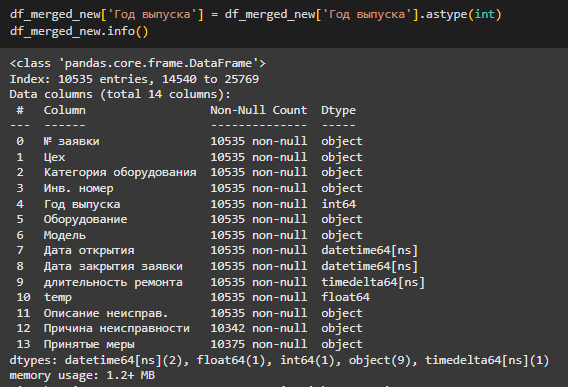 df_merged_new['Год выпуска'] = df_merged_new['Год выпуска'].astype(int)
df_merged_new.info()
<class 'pandas.core.frame.DataFrame'>
Index: 10535 entries, 14540 to 25769
Data columns (total 14 columns):
 #   Column                  Non-Null Count  Dtype
---  ------                  --------------  -----
 0   № заявки                10535 non-null  object
 1   Цех                     10535 non-null  object
 2   Категория оборудования  10535 non-null  object
 3   Инв. номер              10535 non-null  object
 4   Год выпуска             10535 non-null  int64
 5   Оборудование            10535 non-null  object
 6   Модель                  10535 non-null  object
 7   Дата открытия           10535 non-null  datetime64[ns]
 8   Дата закрытия заявки    10535 non-null  datetime64[ns]
 9   длительность ремонта    10535 non-null  timedelta64[ns]
 10  temp                    10535 non-null  float64
 11  Описание неисправ.      10535 non-null  object
 12  Причина неисправности   10342 non-null  object
 13  Принятые меры           10375 non-null  object
dtypes: datetime64[ns](2), float64(1), int64(1), object(9), timedelta64[ns](1)
memory usage: 1.2+ MB